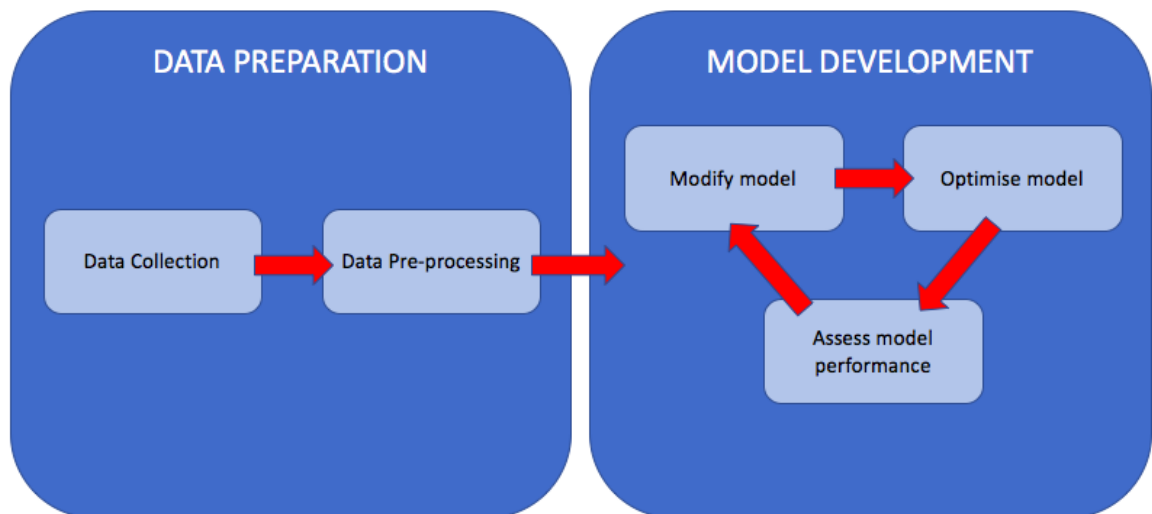 DATA PREPARATION
Data Collection
Data Pre-processing
MODEL DEVELOPMENT
Modify model
Optimise model
Assess model
performance